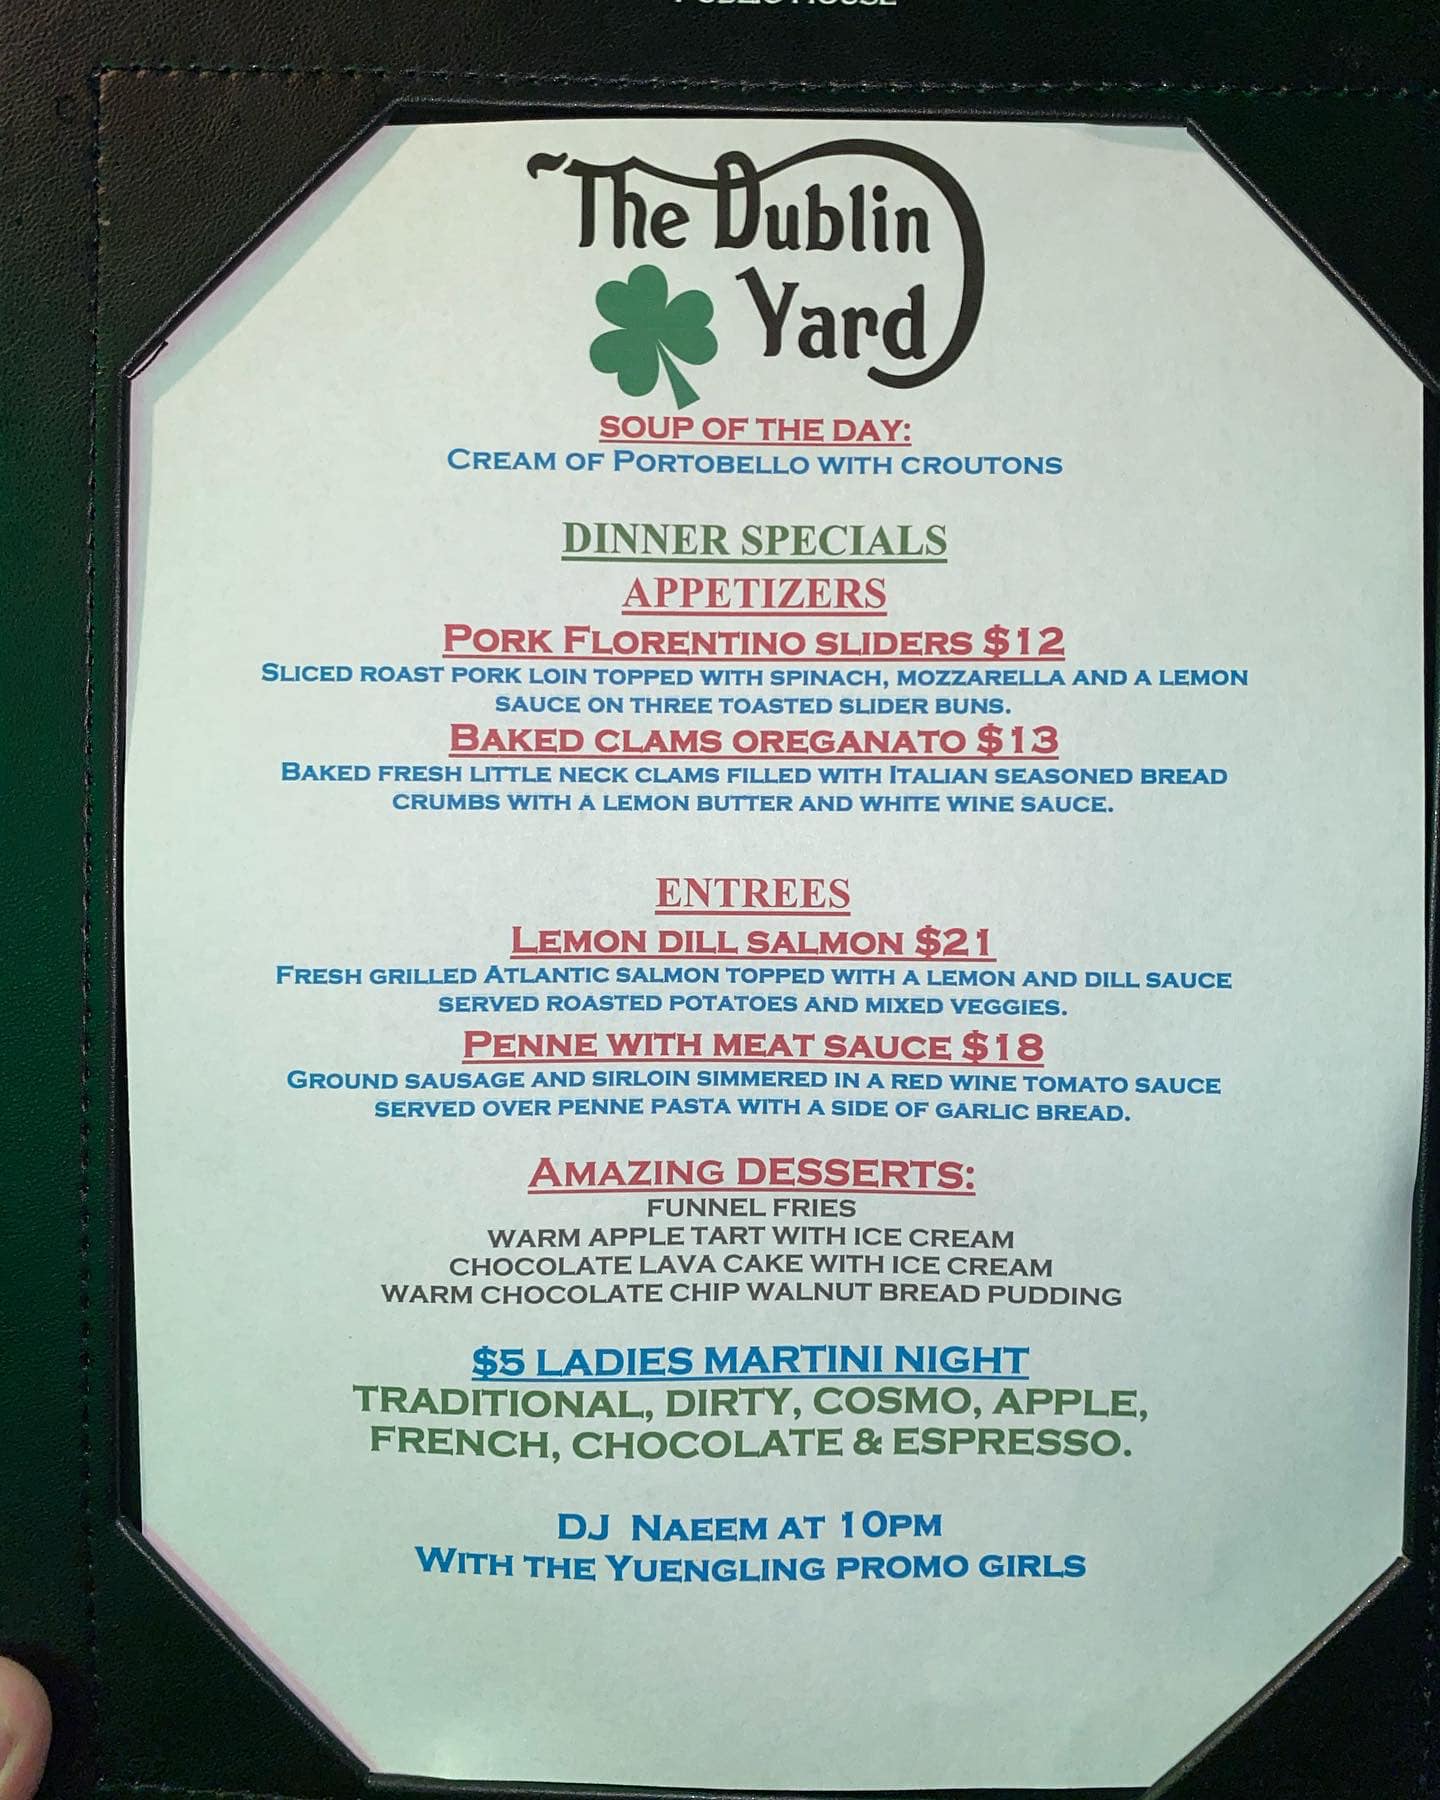 PUBLIC HOUSE
The Dublin
Yard
SOUP OF THE DAY:
CREAM OF PORTOBELLO WITH CROUTONS
DINNER SPECIALS
APPETIZERS
PORK FLORENTINO SLIDERS $12
SLICED ROAST PORK LOIN TOPPED WITH SPINACH, MOZZARELLA AND A LEMON
SAUCE ON THREE TOASTED SLIDER BUNS.
BAKED CLAMS OREGANATO $13
BAKED FRESH LITTLE NECK CLAMS FILLED WITH ITALIAN SEASONED BREAD
CRUMBS WITH A LEMON BUTTER AND WHITE WINE SAUCE.
ENTREES
LEMON DILL SALMON $21
FRESH GRILLED ATLANTIC SALMON TOPPED WITH A LEMON AND DILL SAUCE
SERVED ROASTED POTATOES AND MIXED VEGGIES.
PENNE WITH MEAT SAUCE $18
GROUND SAUSAGE AND SIRLOIN SIMMERED IN A RED WINE TOMATO SAUCE
SERVED OVER PENNE PASTA WITH A SIDE OF GARLIC BREAD.
AMAZING DESSERTS:
FUNNEL FRIES
WARM APPLE TART WITH ICE CREAM
CHOCOLATE LAVA CAKE WITH ICE CREAM
WARM CHOCOLATE CHIP WALNUT BREAD PUDDING
$5 LADIES MARTINI NIGHT
TRADITIONAL, DIRTY, COSMO, APPLE,
FRENCH, CHOCOLATE & ESPRESSO.
DJ NAEEM AT 10PM
WITH THE YUENGLING PROMO GIRLS